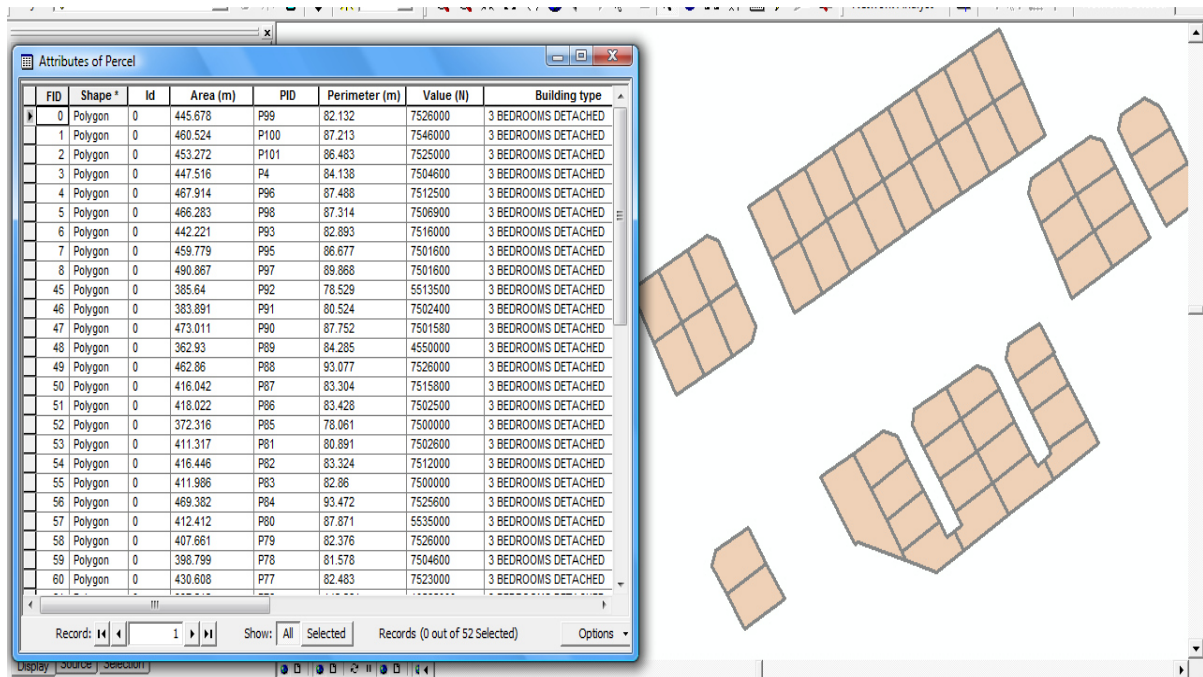 x
Attributes of Percel
FID Shape * Id Area (m) PID Perimeter (m) Value (N) Building type
0 Polygon 0 445.678 P99 82.132 7526000 3 BEDROOMS DETACHED
1 Polygon 0 460.524 P100 87.213 7546000 3 BEDROOMS DETACHED
2 Polygon 0 453.272 P101 86.483 7525000 3 BEDROOMS DETACHED
3 Polygon 0 447.516 P4 84.138 7504600 3 BEDROOMS DETACHED
4 Polygon 0 467.914 P96 87.488 7512500 3 BEDROOMS DETACHED
5 Polygon 0 466.283 P98 87.314 7506900 3 BEDROOMS DETACHED
6 Polygon 0 442.221 P93 82.893 7516000 3 BEDROOMS DETACHED
7 Polygon 0 459.779 P95 86.677 7501600 3 BEDROOMS DETACHED
8 Polygon 0 490.867 P97 89.868 7501600 3 BEDROOMS DETACHED
45 Polygon 0 385.64 P92 78.529 5513500 3 BEDROOMS DETACHED
46 Polygon 0 383.891 P91 80.524 7502400 3 BEDROOMS DETACHED
47 Polygon 0 473.011 P90 87.752 7501580 3 BEDROOMS DETACHED
48 Polygon 0 362.93 P89 84.285 4550000 3 BEDROOMS DETACHED
49 Polygon 0 462.86 P88 93.077 7526000 3 BEDROOMS DETACHED
50 Polygon 0 416.042 P87 83.304 7515800 3 BEDROOMS DETACHED
51 Polygon 0 418.022 P86 83.428 7502500 3 BEDROOMS DETACHED
52 Polygon 0 372.316 P85 78.061 7500000 3 BEDROOMS DETACHED
53 Polygon 0 411.317 P81 80.891 7502600 3 BEDROOMS DETACHED
54 Polygon 0 416.446 P82 83.324 7512000 3 BEDROOMS DETACHED
55 Polygon 0 411.986 P83 82.86 7500000 3 BEDROOMS DETACHED
56 Polygon 0 469.382 P84 93.472 7525600 3 BEDROOMS DETACHED
57 Polygon 0 412.412 P80 87.871 5535000 3 BEDROOMS DETACHED
58 Polygon 0 407.661 P79 82.376 7526000 3 BEDROOMS DETACHED
59 Polygon 0 398.799 P78 81.578 7504600 3 BEDROOMS DETACHED
60 Polygon 0 430.608 P77 82.483 7523000 3 BEDROOMS DETACHED
Record: 1 Show: All Selected Records (0 out of 52 Selected) Options
Display Source Selection